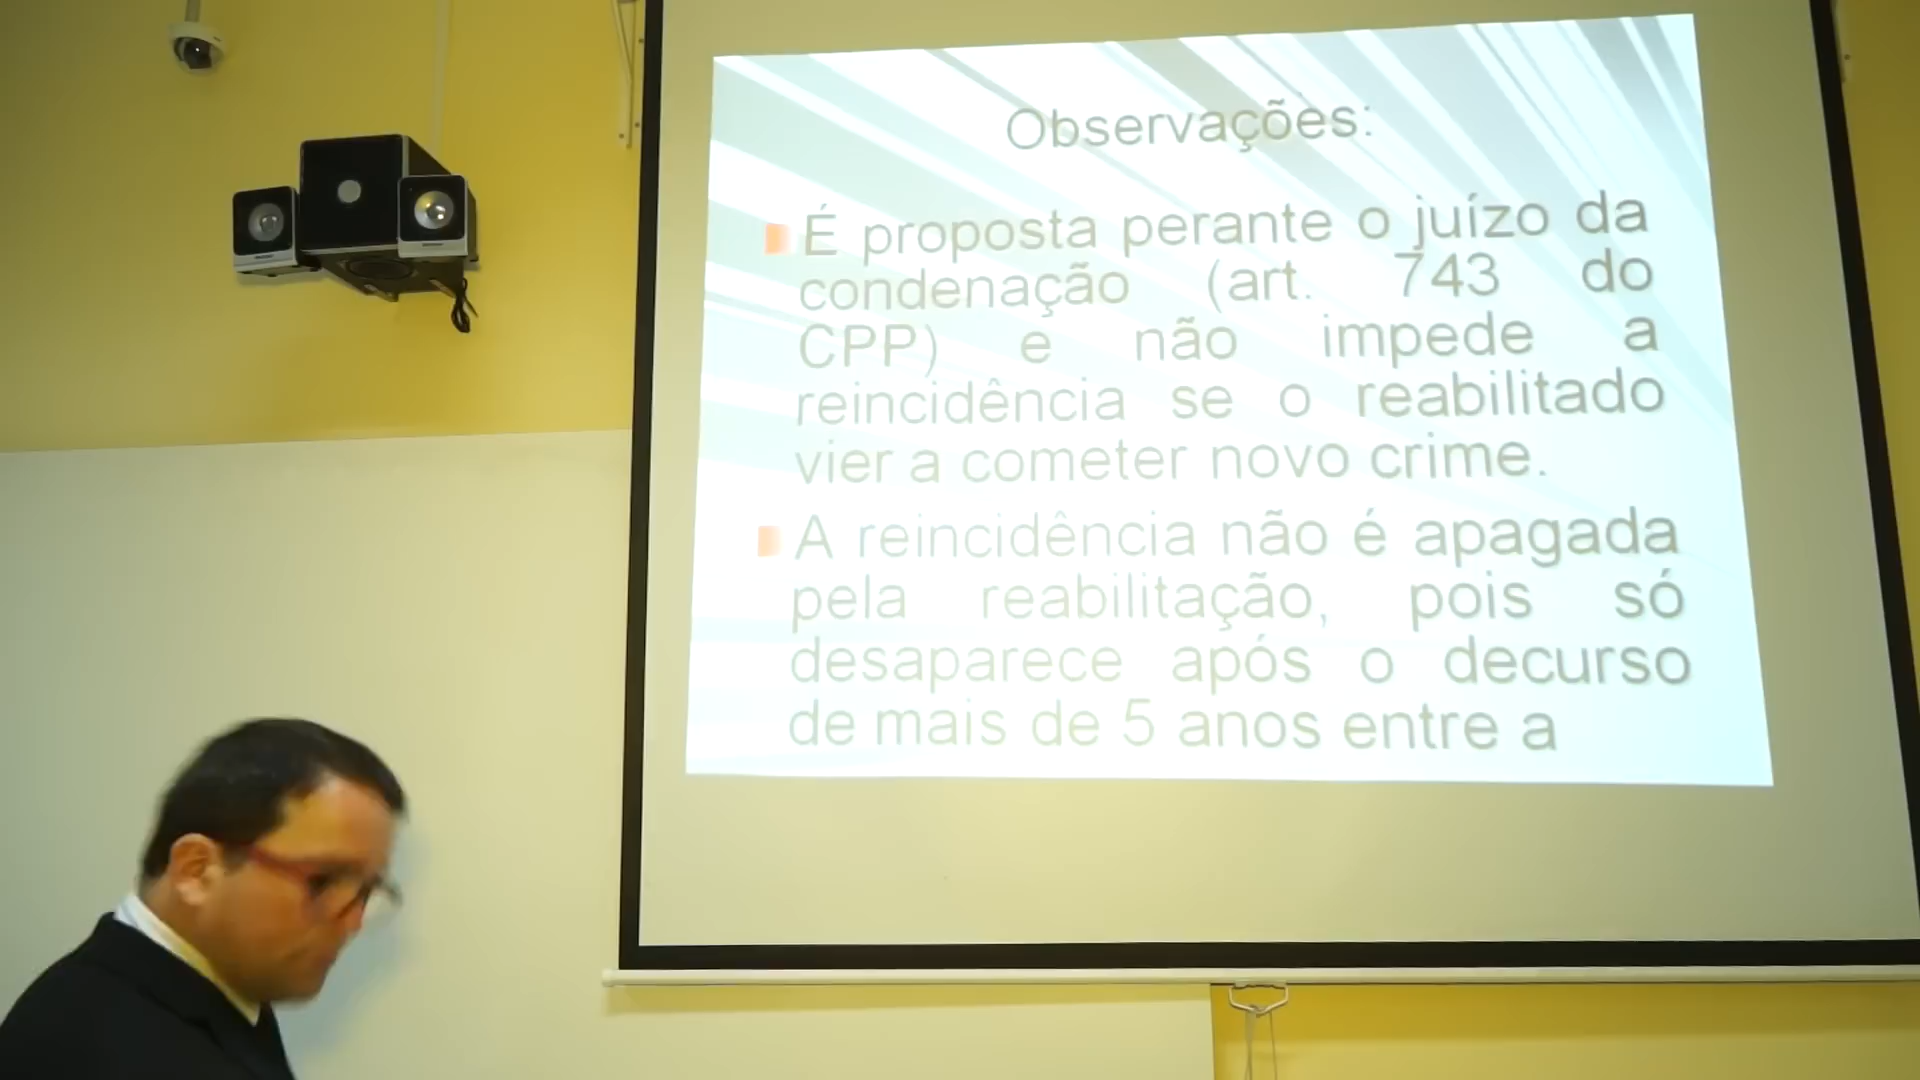 Observações:
É proposta perante o juízo da
condenação (art. 743 do
CPP) e não impede a
reincidência se o reabilitado
vier a cometer novo crime.
A reincidência não é apagada
pela reabilitação, pois só
desaparece após o decurso
de mais de 5 anos entre a